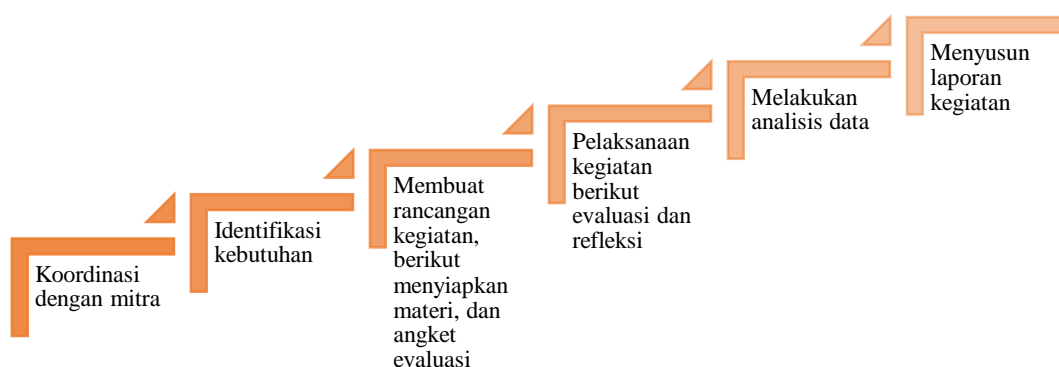 Koordinasi
dengan mitra
Identifikasi
kebutuhan
Membuat
rancangan
kegiatan,
berikut
menyiapkan
materi, dan
angket
evaluasi
Pelaksanaan
kegiatan
berikut
evaluasi dan
refleksi
Melakukan
analisis data
Menyusun
laporan
kegiatan